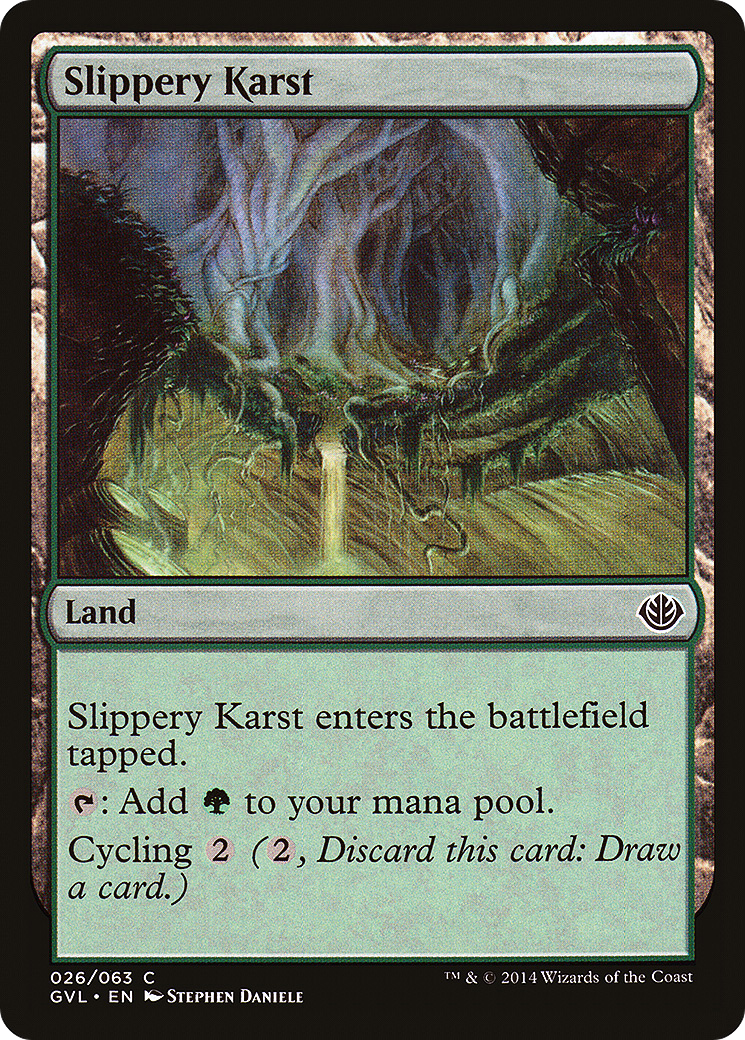 Slippery Karst
Land
Slippery Karst enters the battlefield
tapped.
: Add to your mana pool.
Cycling 2 (2, Discard this card: Draw
a card.)
026/063 C
GVL • EN STEPHEN DANIELE
™ & © 2014 Wizards of the Coast